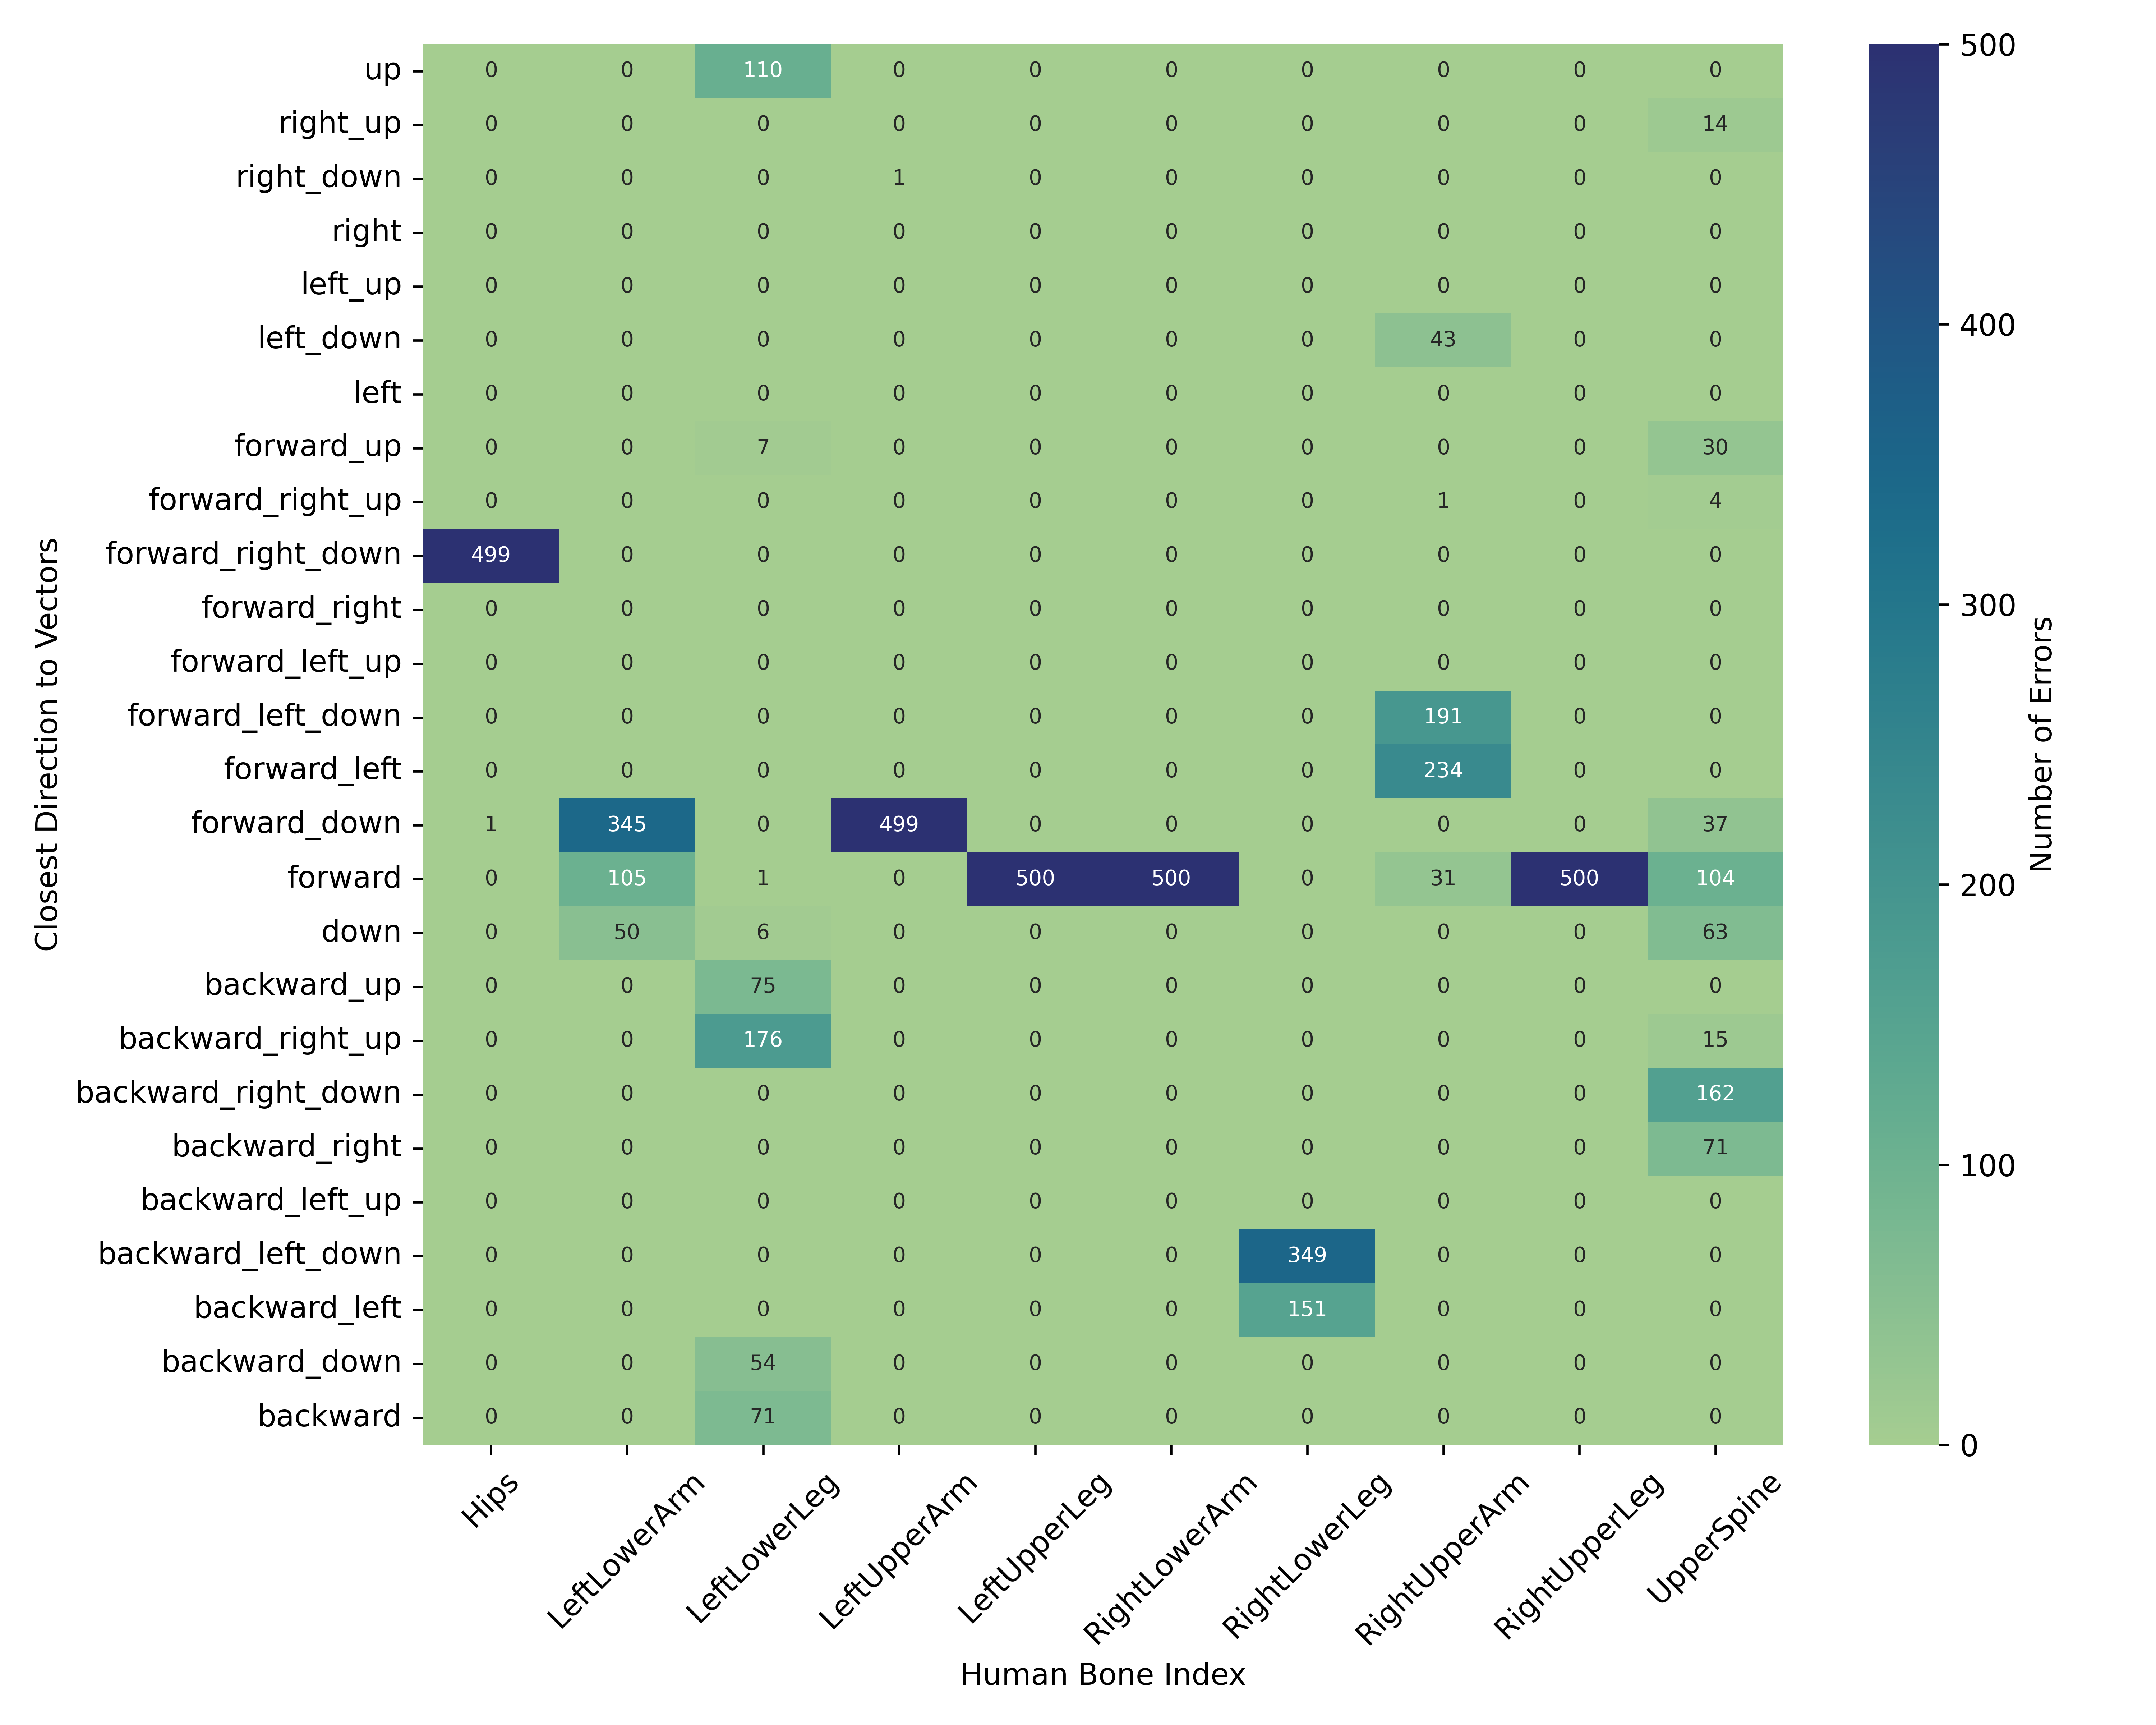 up 0 0 110 0 0 0 0 0 0 0
right_up 0 0 0 0 0 0 0 0 0 14
right_down 0 0 0 1 0 0 0 0 0 0
right 0 0 0 0 0 0 0 0 0 0
left_up 0 0 0 0 0 0 0 0 0 0
left_down 0 0 0 0 0 0 0 43 0 0
left 0 0 0 0 0 0 0 0 0 0
forward_up 0 0 7 0 0 0 0 0 0 30
forward_right_up 0 0 0 0 0 0 0 1 0 4
forward_right_down 499 0 0 0 0 0 0 0 0 0
forward_right 0 0 0 0 0 0 0 0 0 0
forward_left_up 0 0 0 0 0 0 0 0 0 0
forward_left_down 0 0 0 0 0 0 0 191 0 0
forward_left 0 0 0 0 0 0 0 234 0 0
forward_down 1 345 0 499 0 0 0 0 0 37
forward 0 105 1 0 500 500 0 31 500 104
down 0 50 6 0 0 0 0 0 0 63
backward_up 0 0 75 0 0 0 0 0 0 0
backward_right_up 0 0 176 0 0 0 0 0 0 15
backward_right_down 0 0 0 0 0 0 0 0 0 162
backward_right 0 0 0 0 0 0 0 0 0 71
backward_left_up 0 0 0 0 0 0 0 0 0 0
backward_left_down 0 0 0 0 0 0 349 0 0 0
backward_left 0 0 0 0 0 0 151 0 0 0
backward_down 0 0 54 0 0 0 0 0 0 0
backward 0 0 71 0 0 0 0 0 0 0
Hips LeftLowerArm LeftLowerLeg LeftUpperArm LeftUpperLeg RightLowerArm RightLowerLeg RightUpperArm RightUpperLeg UpperSpine
Human Bone Index
Closest Direction to Vectors
500
400
300
200
100
0
Number of Errors